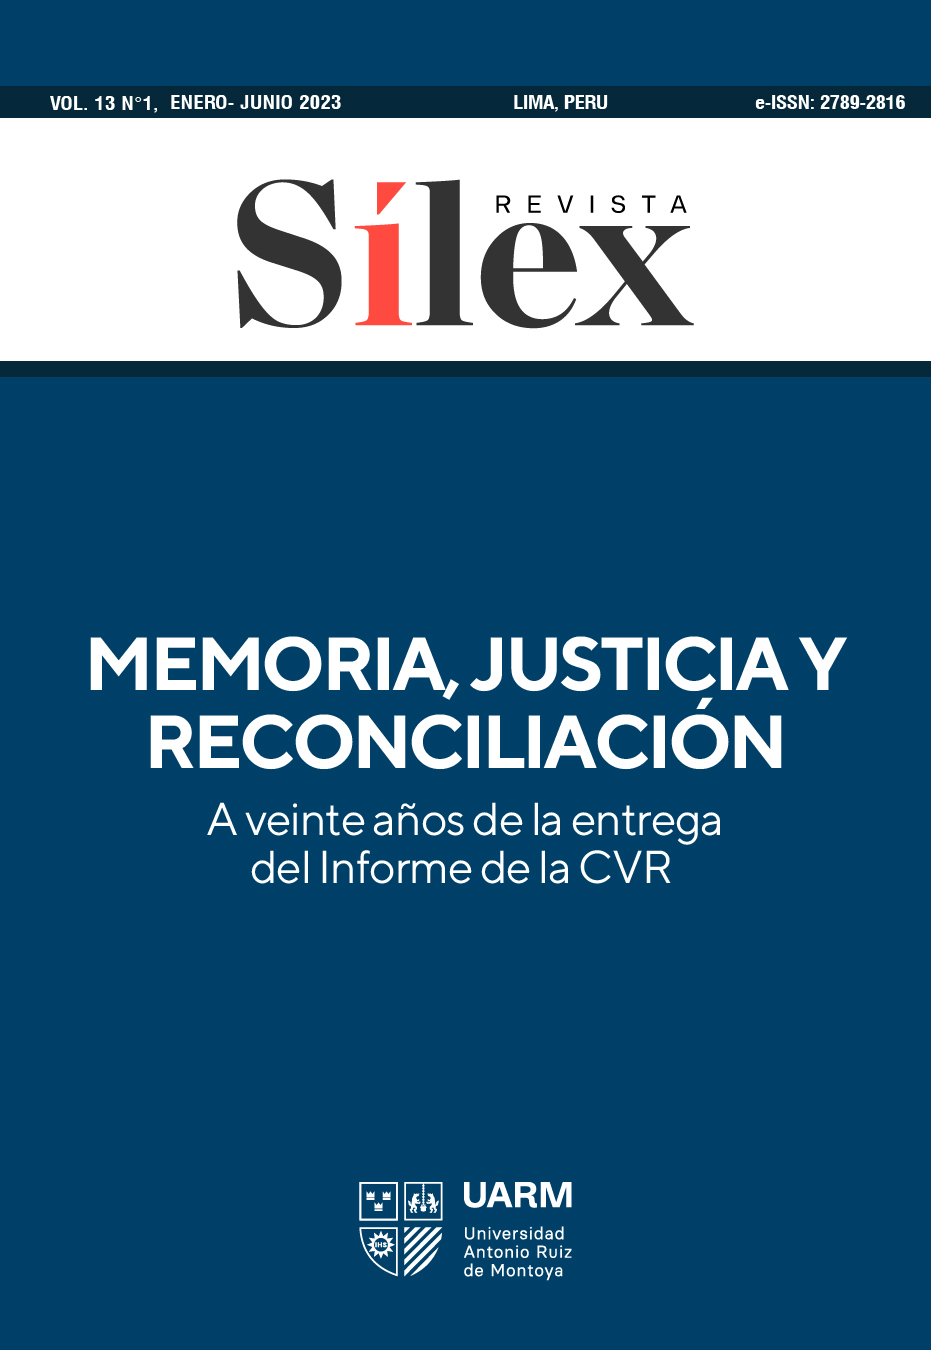 VOL. 13 N°1, ENERO- JUNIO 2023 LIMA, PERU e-ISSN: 2789-2816
REVISTA
Sílex
MEMORIA, JUSTICIA Y
RECONCILIACIÓN
A veinte años de la entrega
del Informe de la CVR
IHS
UARM
Universidad
Antonio Ruiz
de Montoya